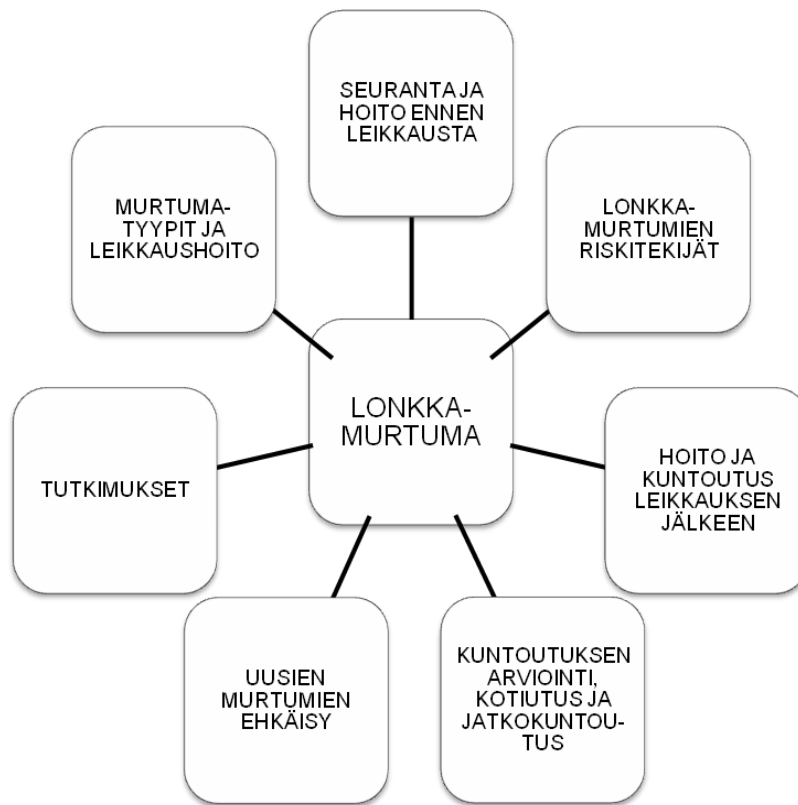 SEURANTA JA
HOITO ENNEN
LEIKKAUSTA
MURTUMA-
TYYPIT JA
LEIKKAUSHOITO
LONKKA-
MURTUMIEN
RISKITEKIJÄT
LONKKA-
MURTUMA
TUTKIMUKSET
HOITO JA
KUNTOUTUS
LEIKKAUKSEN
JÄLKEEN
UUSIEN
MURTUMIEN
EHKÄISY
KUNTOUTUKSEN
ARVIOINTI,
KOTIUTUS JA
JATKOKUNTOU-
TUS